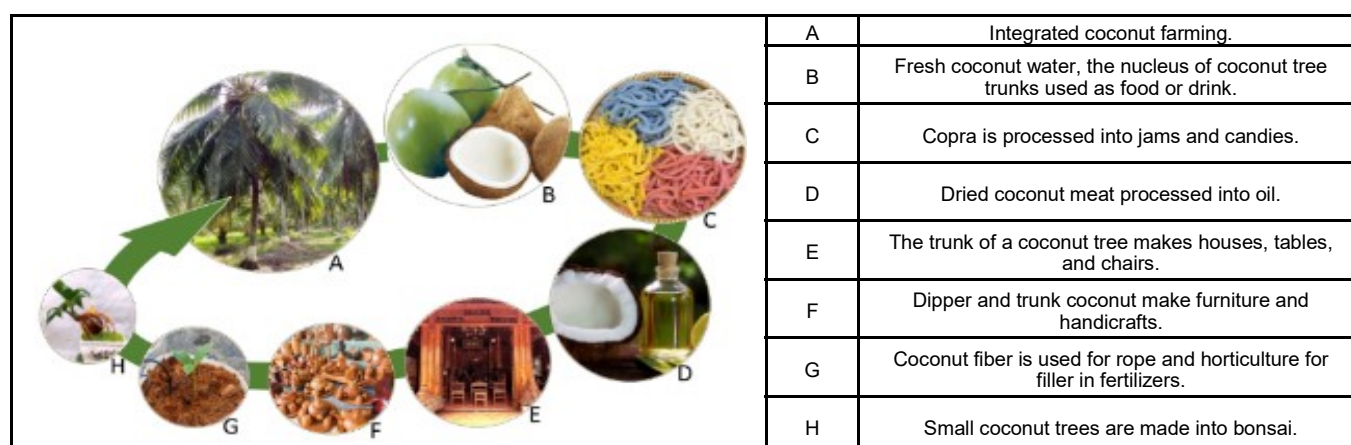 A
B
C
D
E
F
G
H
A Integrated coconut farming.
B Fresh coconut water, the nucleus of coconut tree
trunks used as food or drink.
C Copra is processed into jams and candies.
D Dried coconut meat processed into oil.
E The trunk of a coconut tree makes houses, tables,
and chairs.
F Dipper and trunk coconut make furniture and
handicrafts.
G Coconut fiber is used for rope and horticulture for
filler in fertilizers.
H Small coconut trees are made into bonsai.